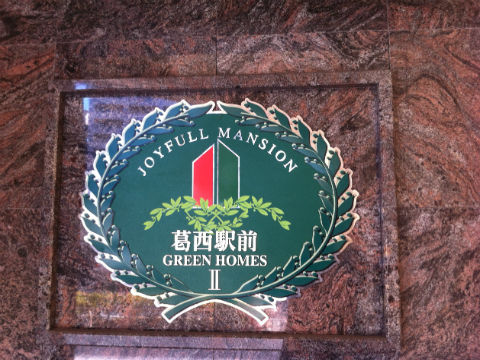 JOYFULL MANSION
葛西駅前
GREEN HOMES
Ⅱ